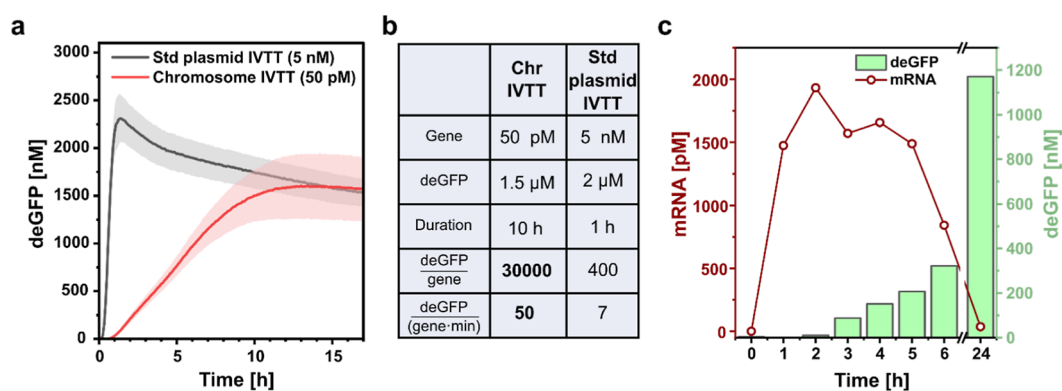 a
3000
2500
2000
1500
1000
500
0
deGFP [nM]
Std plasmid IVTT (5 nM)
Chromosome IVTT (50 pM)
0 5 10 15
Time [h]
b
Chr IVTT
Std plasmid IVTT
Gene 50 pM 5 nM
deGFP 1.5 µM 2 µM
Duration 10 h 1 h
deGFP
gene
30000 400
deGFP
(gene·min)
50 7
c
deGFP
mRNA
2000
1500
1000
500
0
mRNA [pM]
1200
1000
800
600
400
200
0
deGFP [nM]
0 1 2 3 4 5 6 24
Time [h]